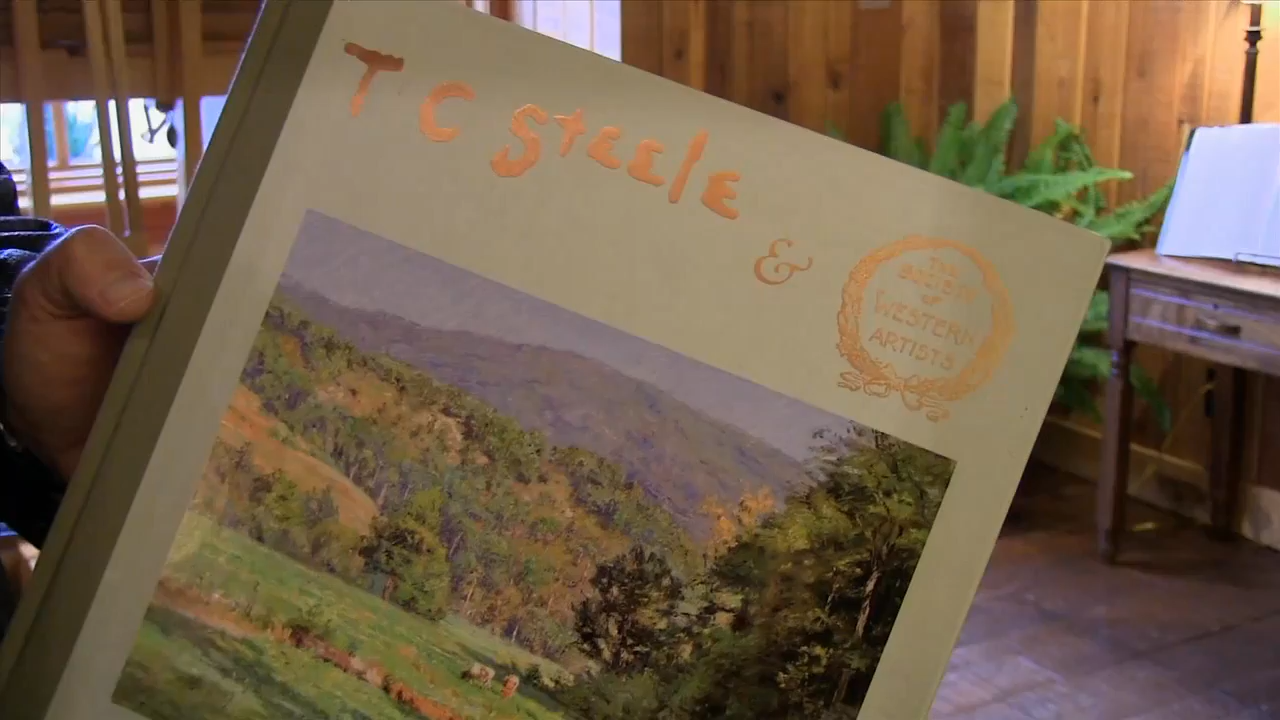 T C Steele
&
THE
SOCIETY
OF
WESTERN
ARTISTS